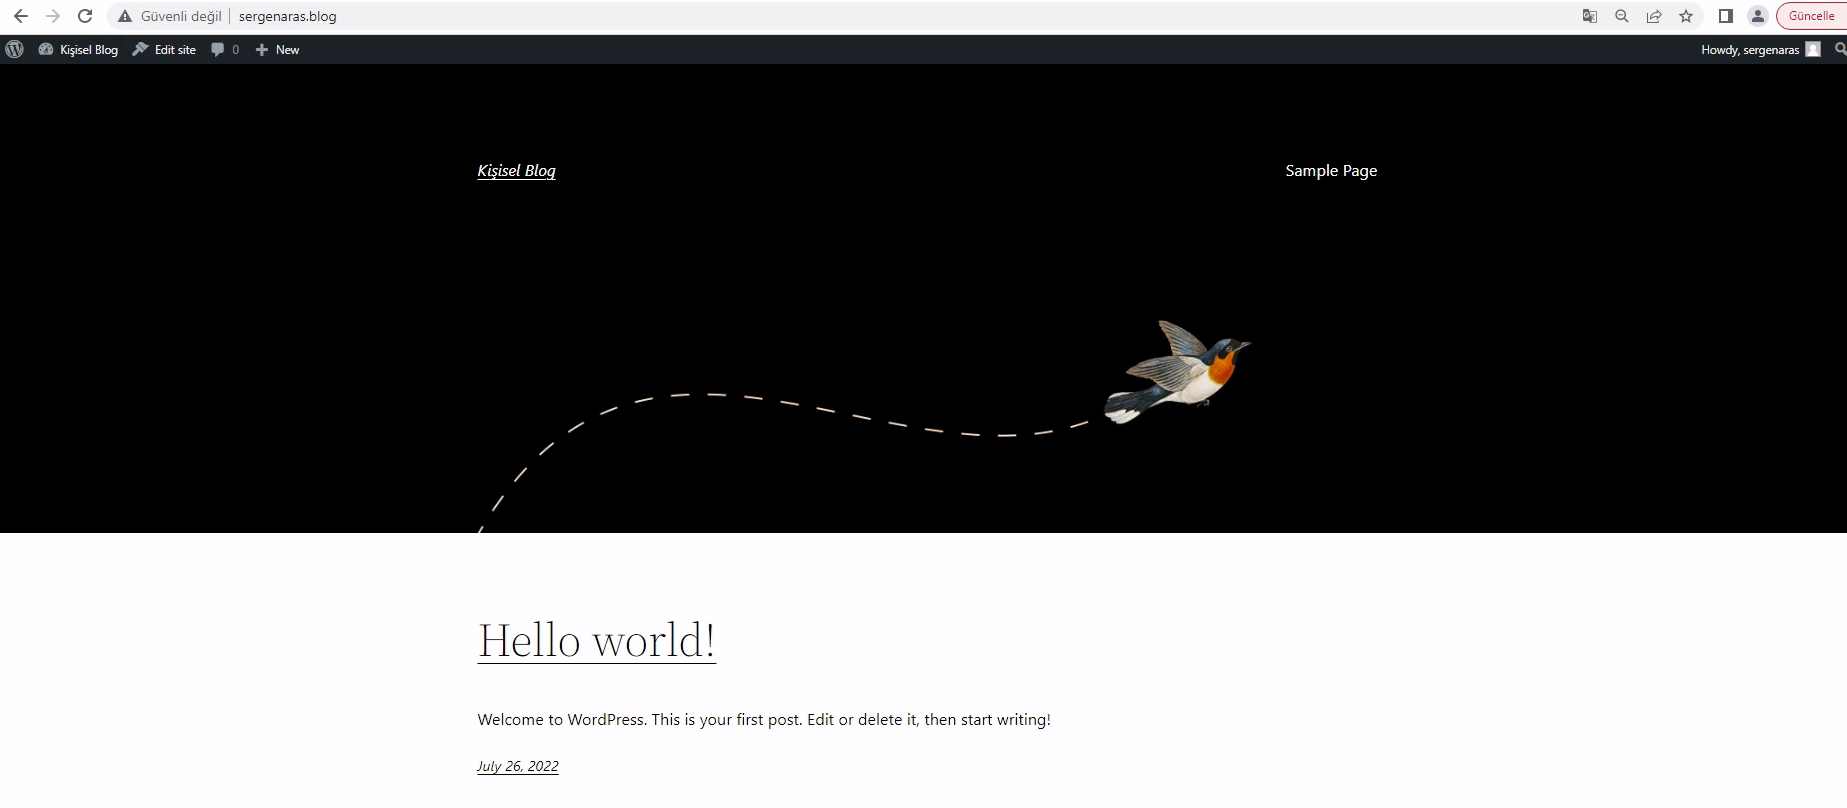 Güvenli değil sergenaras.blog Güncelle
Kişisel Blog Edit site 0 New Howdy, sergenaras
Kişisel Blog Sample Page
Hello world!
Welcome to WordPress. This is your first post. Edit or delete it, then start writing!
July 26, 2022